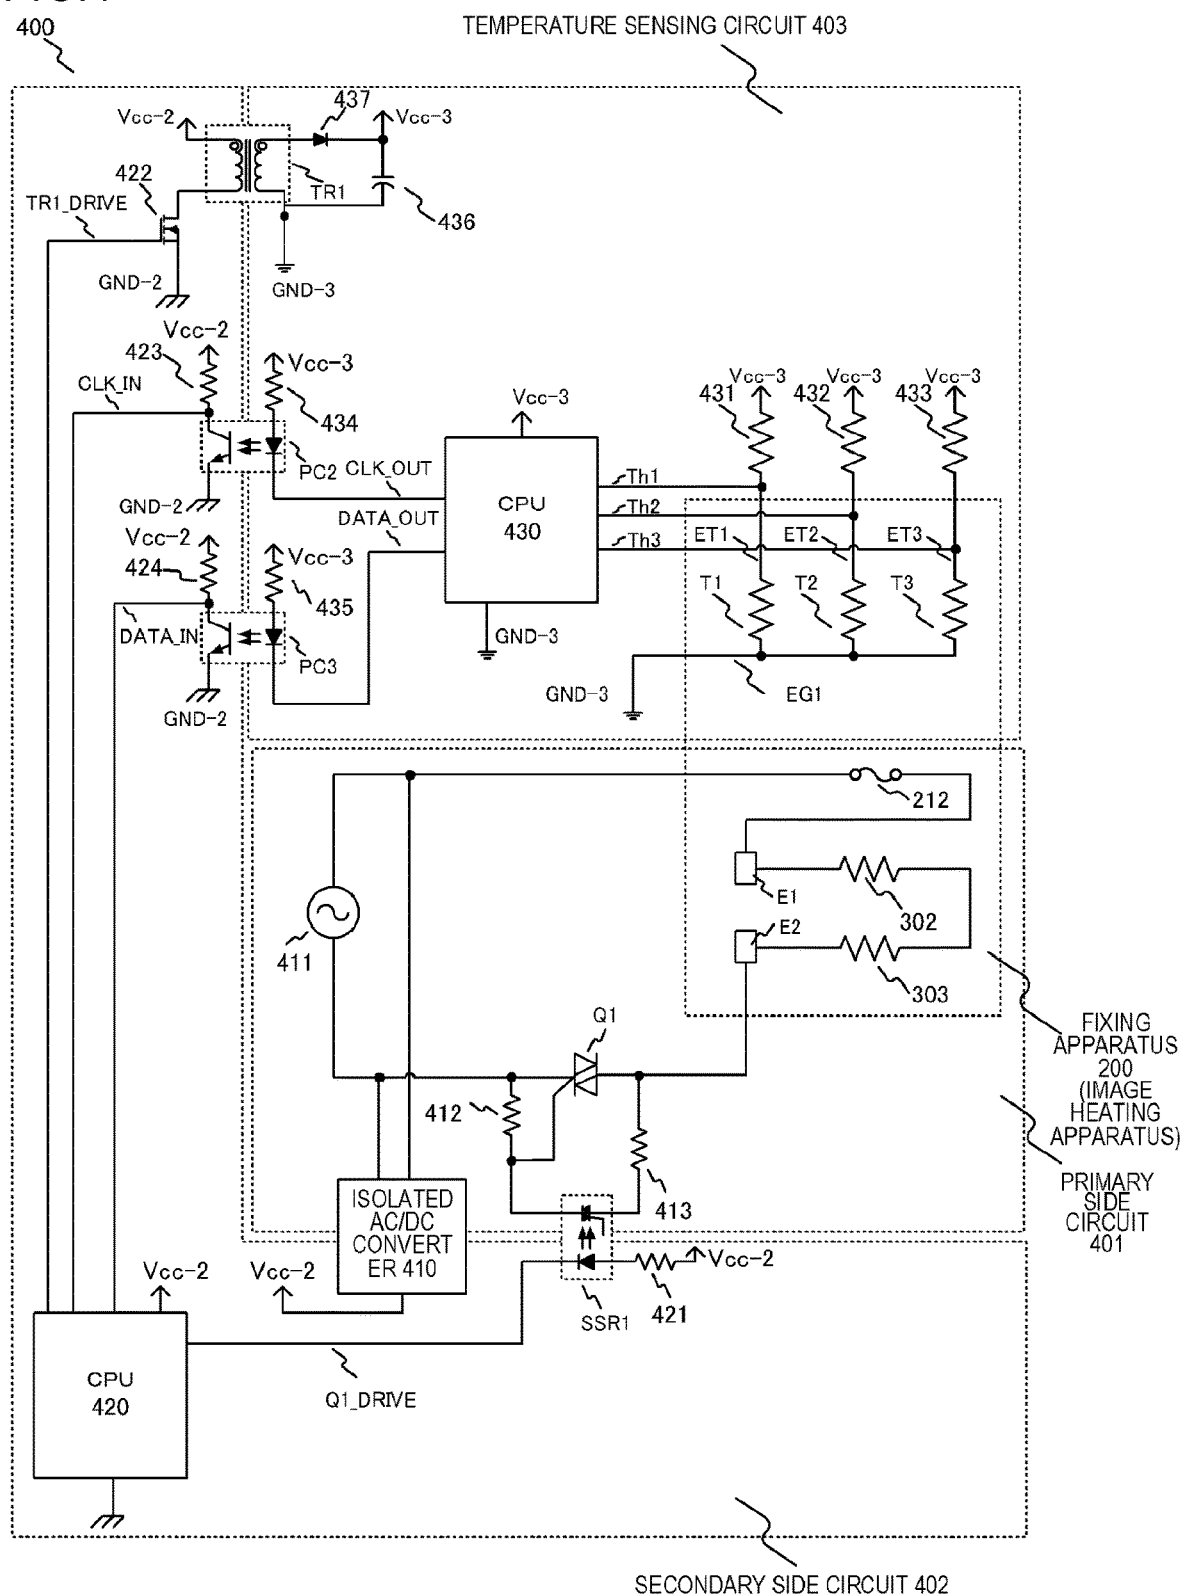 400
TEMPERATURE SENSING CIRCUIT 403
Vcc-2
437
Vcc-3
422
TR1
TR1_DRIVE
436
GND-2
GND-3
Vcc-2
423
Vcc-3
CLK_IN
434
PC2
CLK_OUT
GND-2
DATA_OUT
Vcc-3
CPU
430
GND-3
Vcc-3
Vcc-3
Vcc-3
431
432
433
Th1
Th2
Th3
ET1
ET2
ET3
T1
T2
T3
GND-3
EG1
Vcc-2
424
Vcc-3
435
DATA_IN
PC3
GND-2
212
E1
302
E2
303
411
Q1
412
413
FIXING
APPARATUS
200
(IMAGE
HEATING
APPARATUS)
PRIMARY
SIDE
CIRCUIT
401
ISOLATED
AC/DC
CONVERT
ER 410
Vcc-2
Vcc-2
Vcc-2
SSR1
421
CPU
420
Q1_DRIVE
SECONDARY SIDE CIRCUIT 402